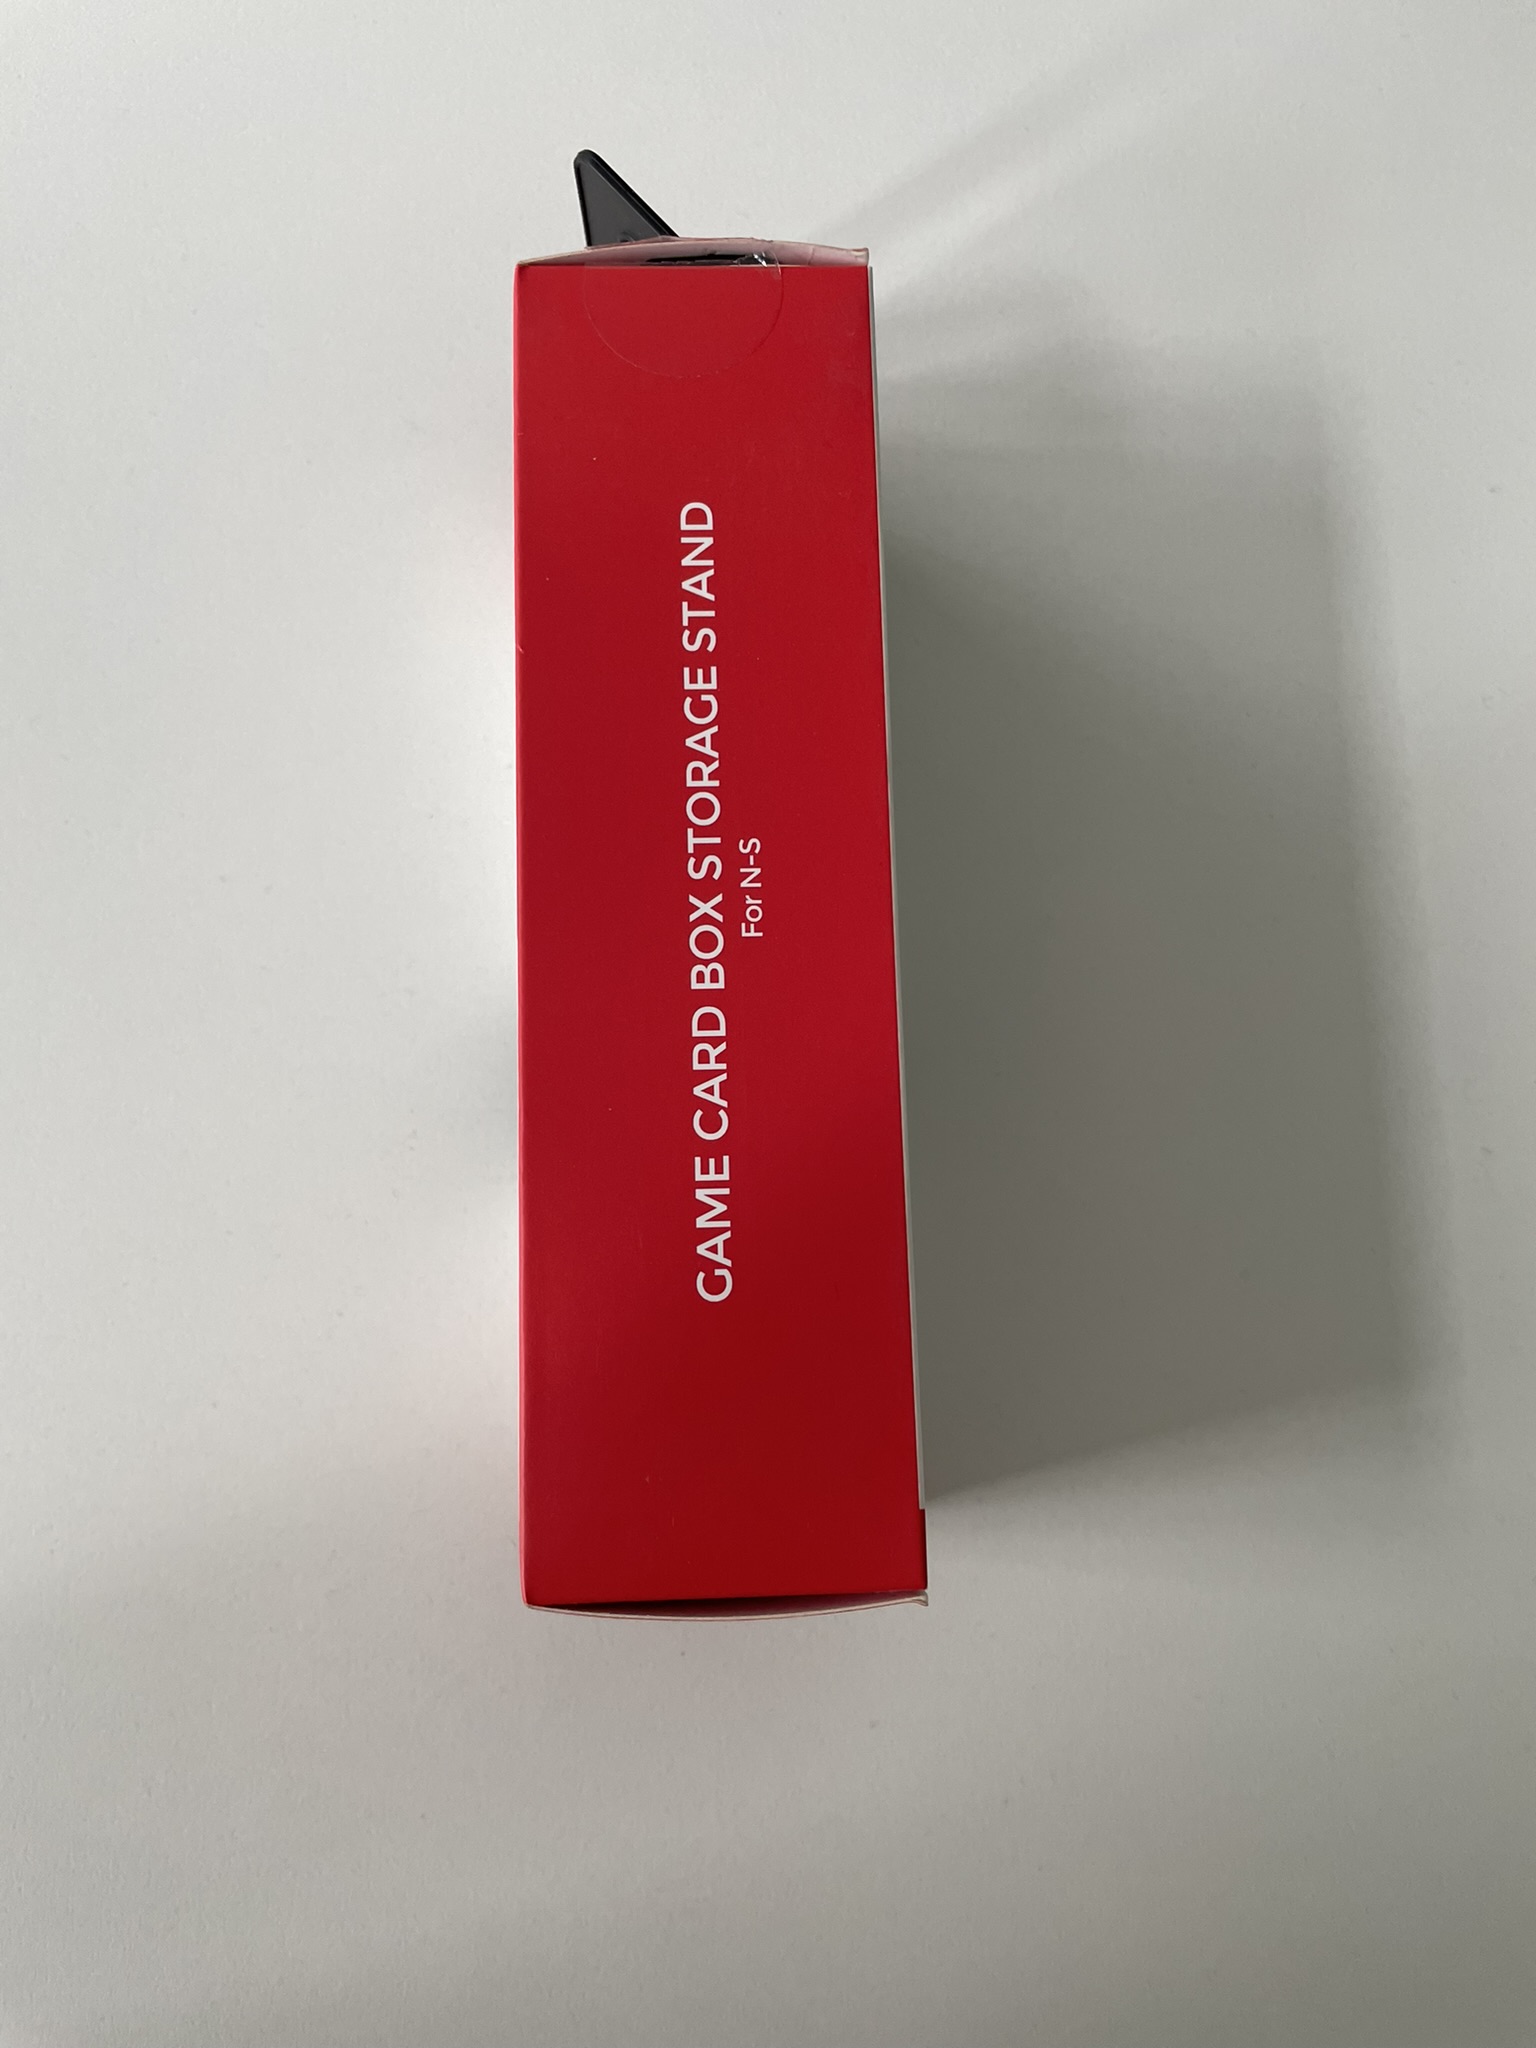 GAME CARD BOX STORAGE STAND
For N-S